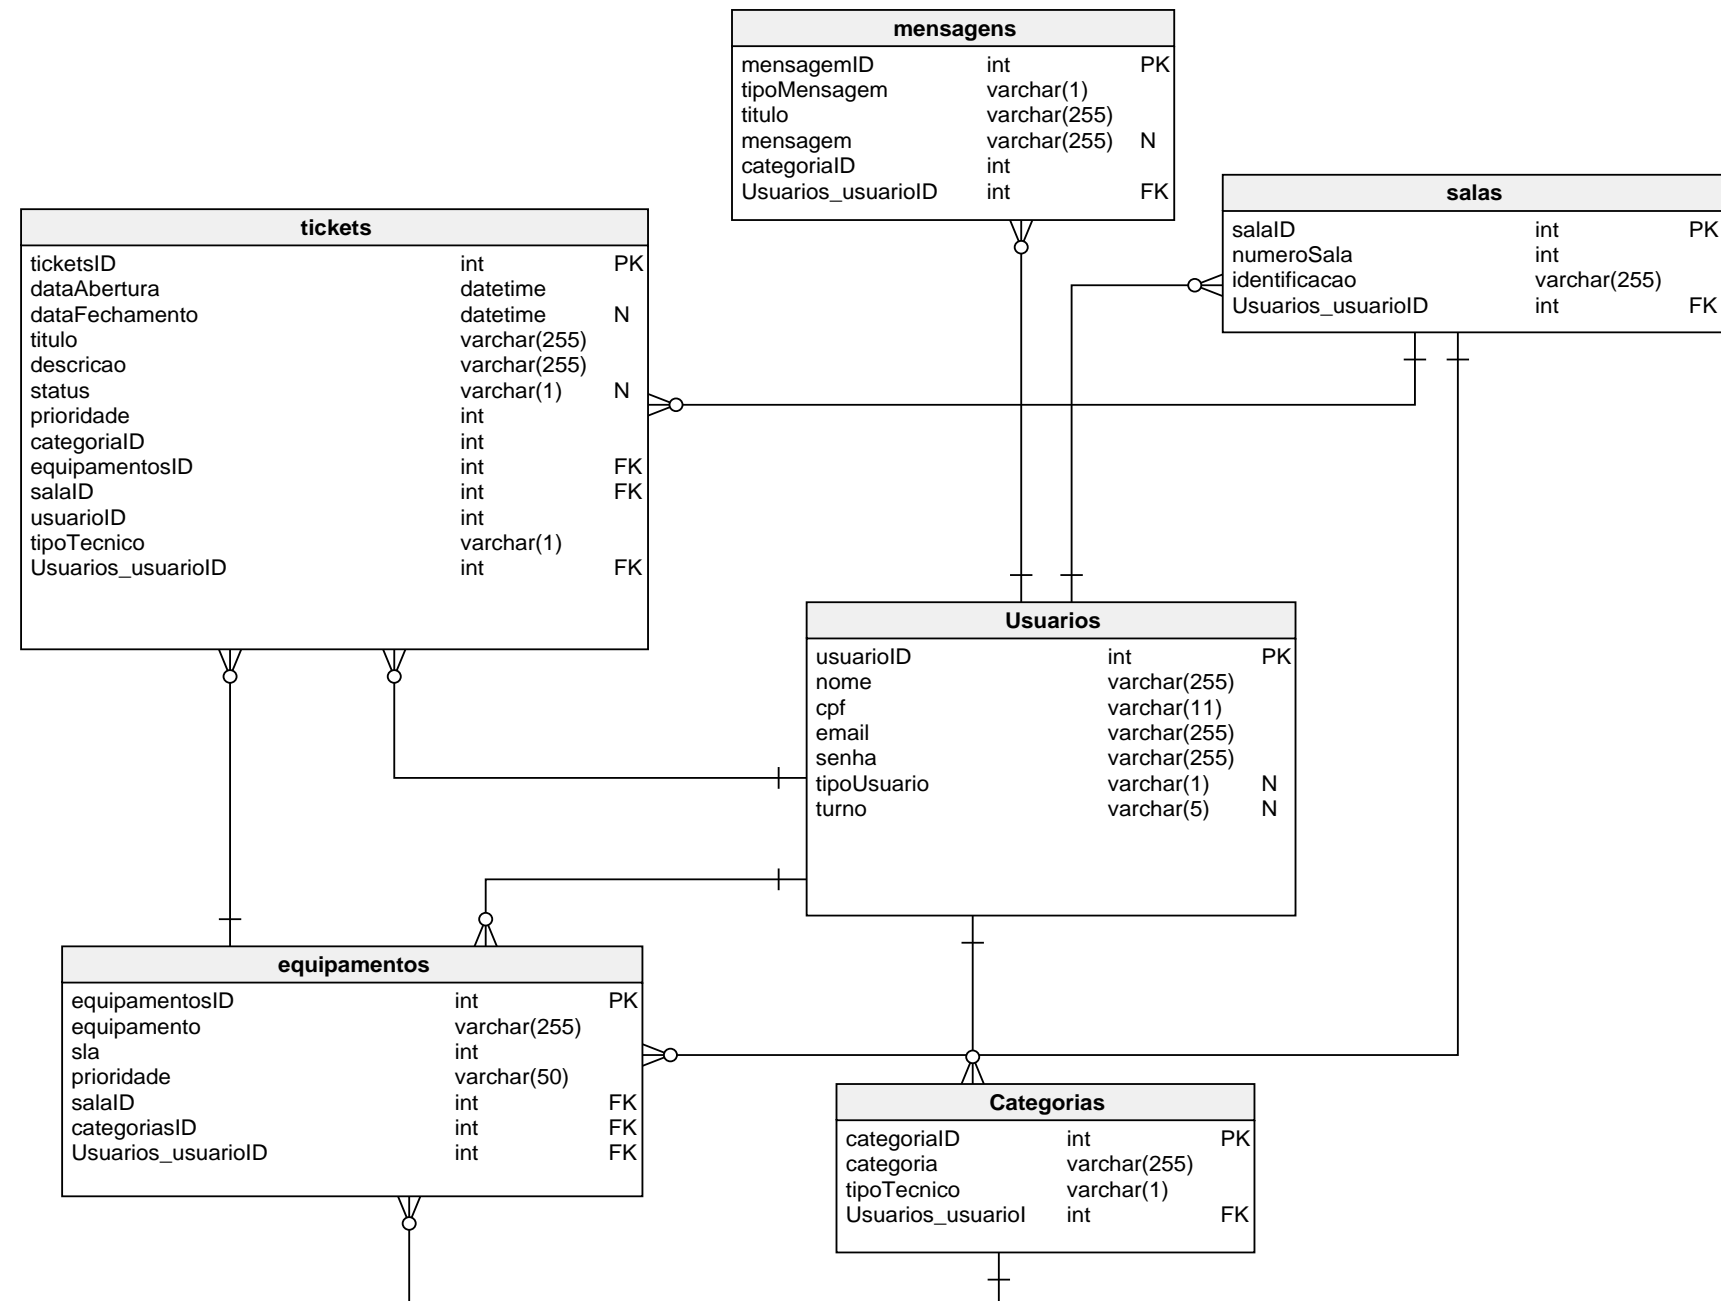 mensagens
mensagemID int PK
tipoMensagem varchar(1)
titulo varchar(255)
mensagem varchar(255) N
categoriaID int
Usuarios_usuarioID int FK
salas
salaID int PK
numeroSala int
identificacao varchar(255)
Usuarios_usuarioID int FK
tickets
ticketsID int PK
dataAbertura datetime
dataFechamento datetime N
titulo varchar(255)
descricao varchar(255)
status varchar(1) N
prioridade int
categoriaID int
equipamentosID int FK
salaID int FK
usuarioID int
tipoTecnico varchar(1)
Usuarios_usuarioID int FK
Usuarios
usuarioID int PK
nome varchar(255)
cpf varchar(11)
email varchar(255)
senha varchar(255)
tipoUsuario varchar(1) N
turno varchar(5) N
equipamentos
equipamentosID int PK
equipamento varchar(255)
sla int
prioridade varchar(50)
salaID int FK
categoriasID int FK
Usuarios_usuarioID int FK
Categorias
categoriaID int PK
categoria varchar(255)
tipoTecnico varchar(1)
Usuarios_usuarioI int FK